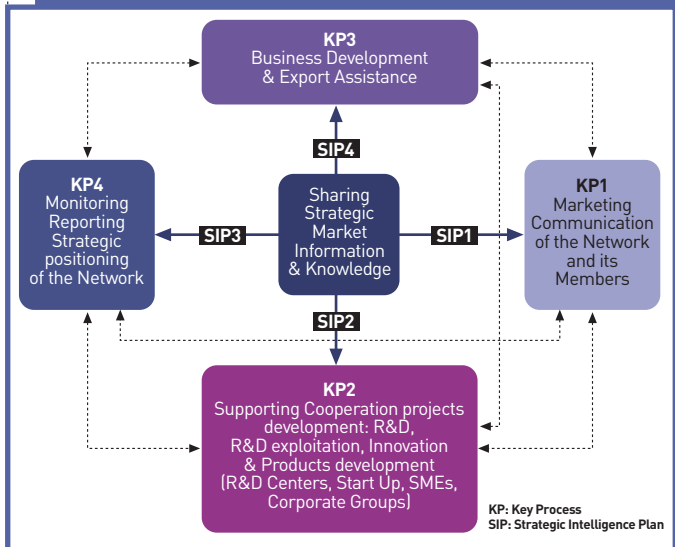 KP3
Business Development
& Export Assistance
SIP4
KP4
Monitoring
Reporting
Strategic
positioning
of the Network
SIP3
Sharing
Strategic
Market
Information
& Knowledge
SIP1
KP1
Marketing
Communication
of the Network
and its
Members
SIP2
KP2
Supporting Cooperation projects
development: R&D,
R&D exploitation, Innovation
& Products development
(R&D Centers, Start Up, SMEs,
Corporate Groups)
KP: Key Process
SIP: Strategic Intelligence Plan